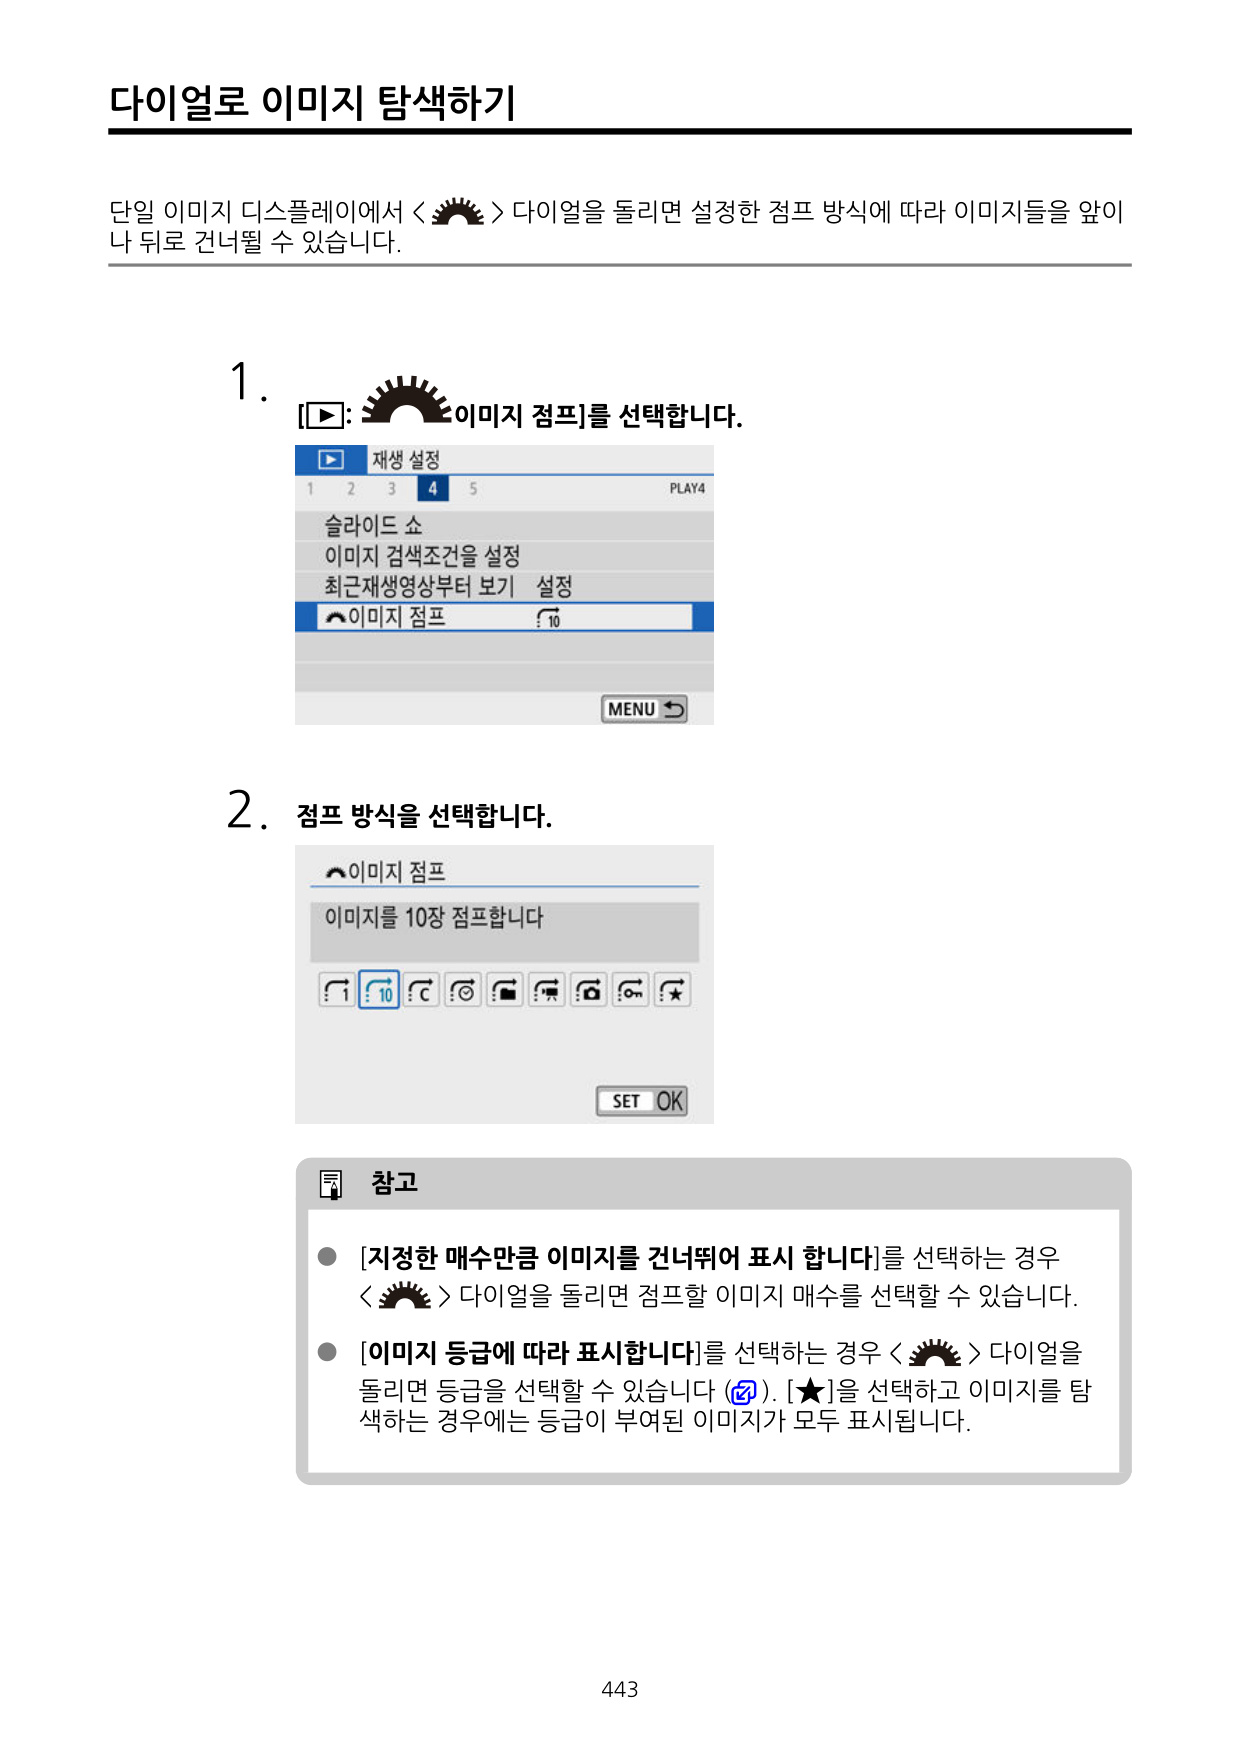 다이얼로 이미지 탐색하기
단일 이미지 디스플레이에서 < > 다이얼을 돌리면 설정한 점프 방식에 따라 이미지들을 앞이
나 뒤로 건너뛸 수 있습니다.
1.
[ : 이미지 점프]를 선택합니다.
재생 설정
1 2 3 4 5 PLAY4
슬라이드 쇼
이미지 검색조건을 설정
최근재생영상부터 보기 설정
이미지 점프 10
MENU
2. 점프 방식을 선택합니다.
이미지 점프
이미지를 10장 점프합니다
1 10 C
SET OK
참고
● [지정한 매수만큼 이미지를 건너뛰어 표시 합니다]를 선택하는 경우
< > 다이얼을 돌리면 점프할 이미지 매수를 선택할 수 있습니다.
● [이미지 등급에 따라 표시합니다]를 선택하는 경우 < > 다이얼을
돌리면 등급을 선택할 수 있습니다 ( ). [★]을 선택하고 이미지를 탐
색하는 경우에는 등급이 부여된 이미지가 모두 표시됩니다.
443